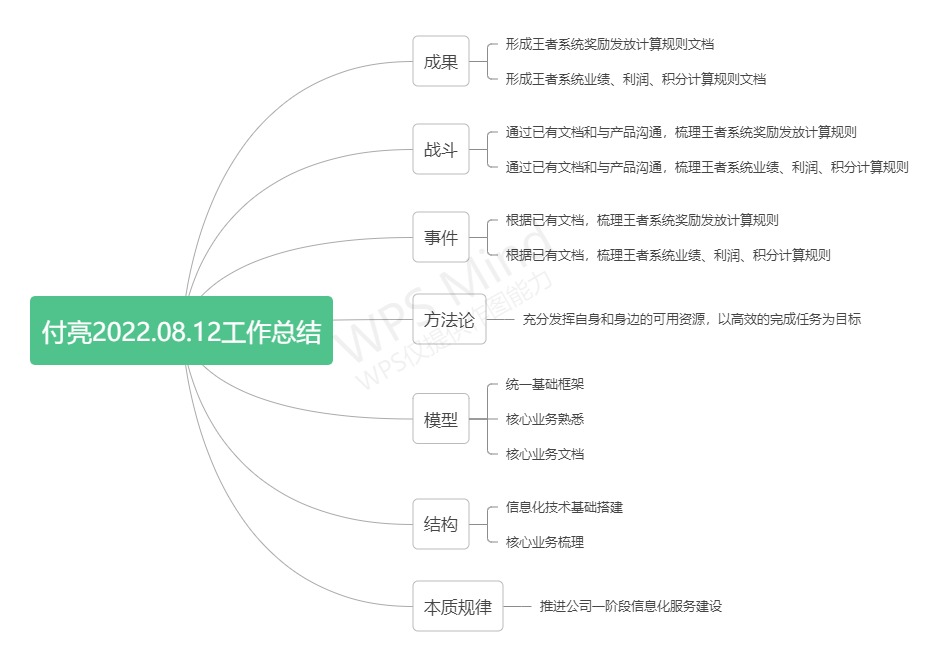 付亮2022.08.12工作总结
成果
形成王者系统奖励发放计算规则文档
形成王者系统业绩、利润、积分计算规则文档
战斗
通过已有文档和与产品沟通，梳理王者系统奖励发放计算规则
通过已有文档和与产品沟通，梳理王者系统业绩、利润、积分计算规则
事件
根据已有文档，梳理王者系统奖励发放计算规则
根据已有文档，梳理王者系统业绩、利润、积分计算规则
方法论
充分发挥自身和身边的可用资源，以高效的完成任务为目标
模型
统一基础框架
核心业务熟悉
核心业务文档
结构
信息化技术基础搭建
核心业务梳理
本质规律
推进公司一阶段信息化服务建设
WPS Mind
WPS仅提供作图能力